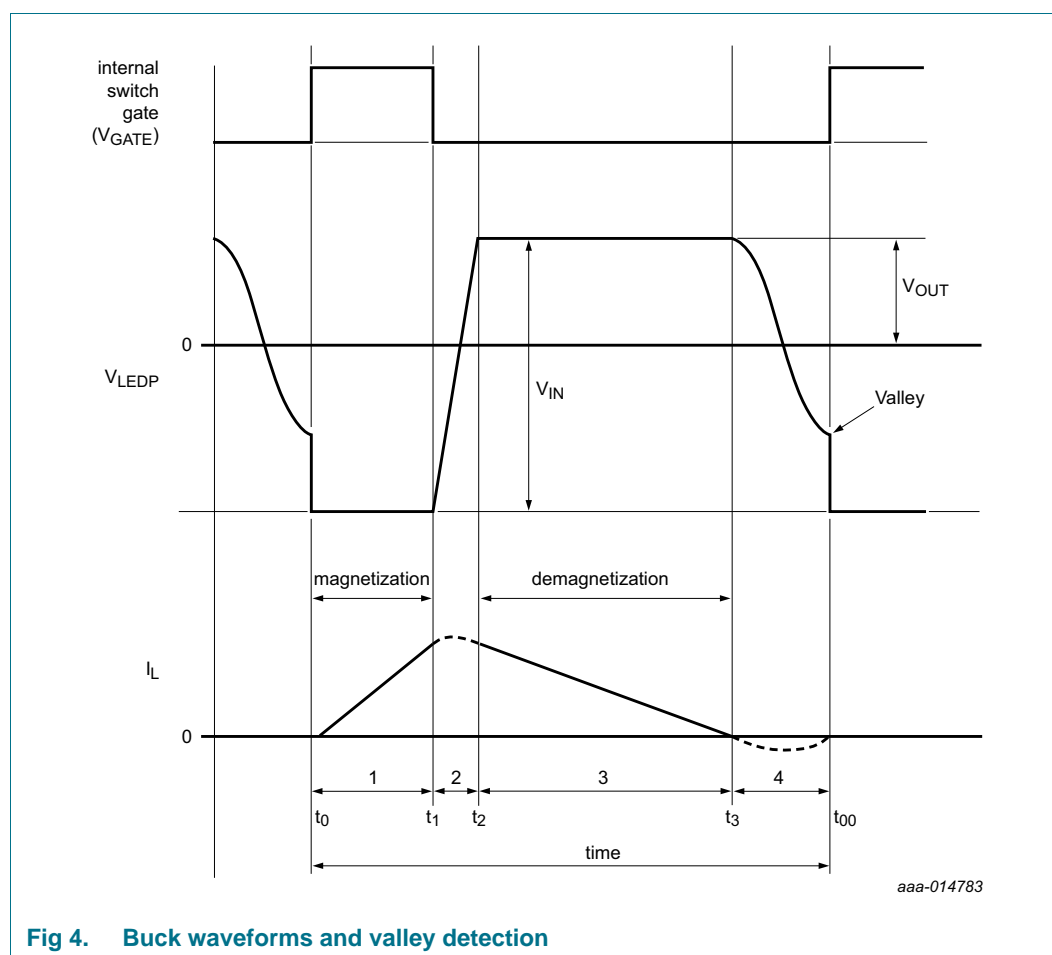 internal
switch
gate
(VGATE)
VOUT
0
VLEDP
VIN
Valley
magnetization
demagnetization
IL
0
1
2
3
4
t0
t1
t2
t3
t00
time
aaa-014783
Fig 4. Buck waveforms and valley detection